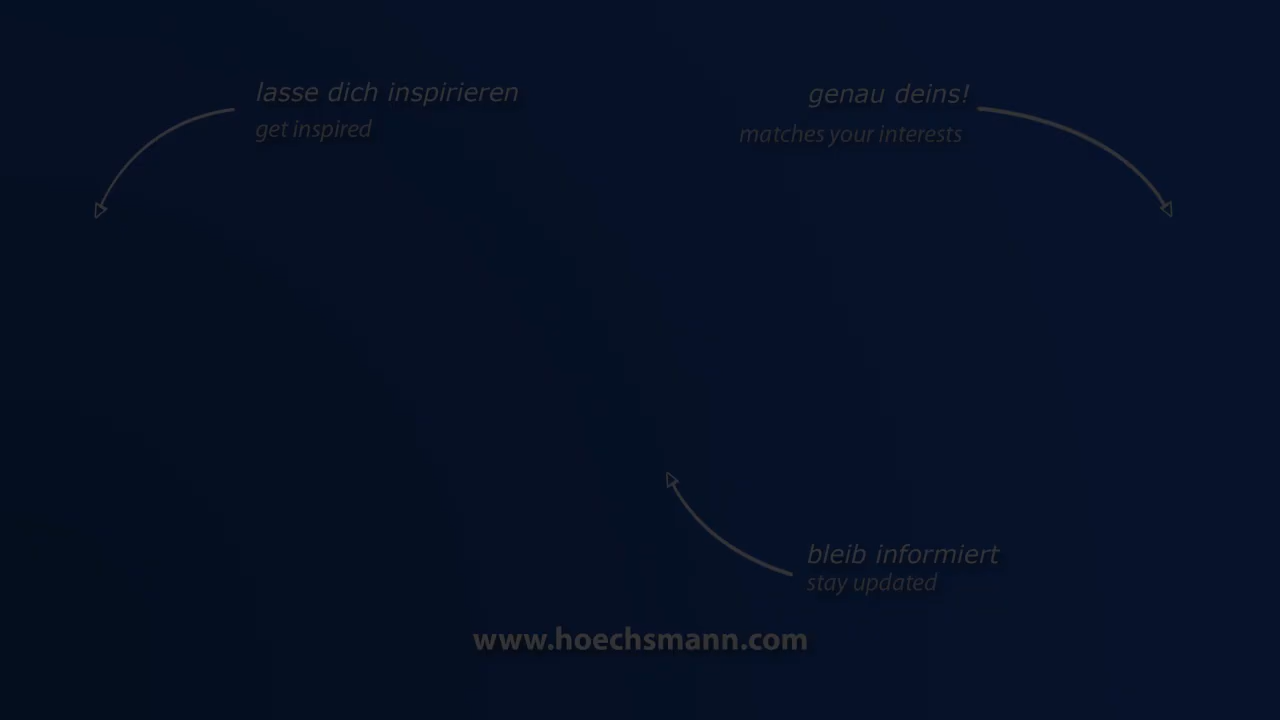 lasse dich inspirieren
get inspired
genau deins!
matches your interests
bleib informiert
stay updated
www.hoechsmann.com